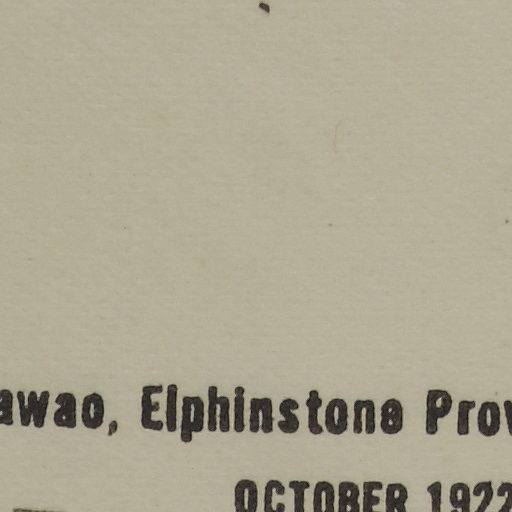 awao, Elphinstone Prov
OCTOBER 1922